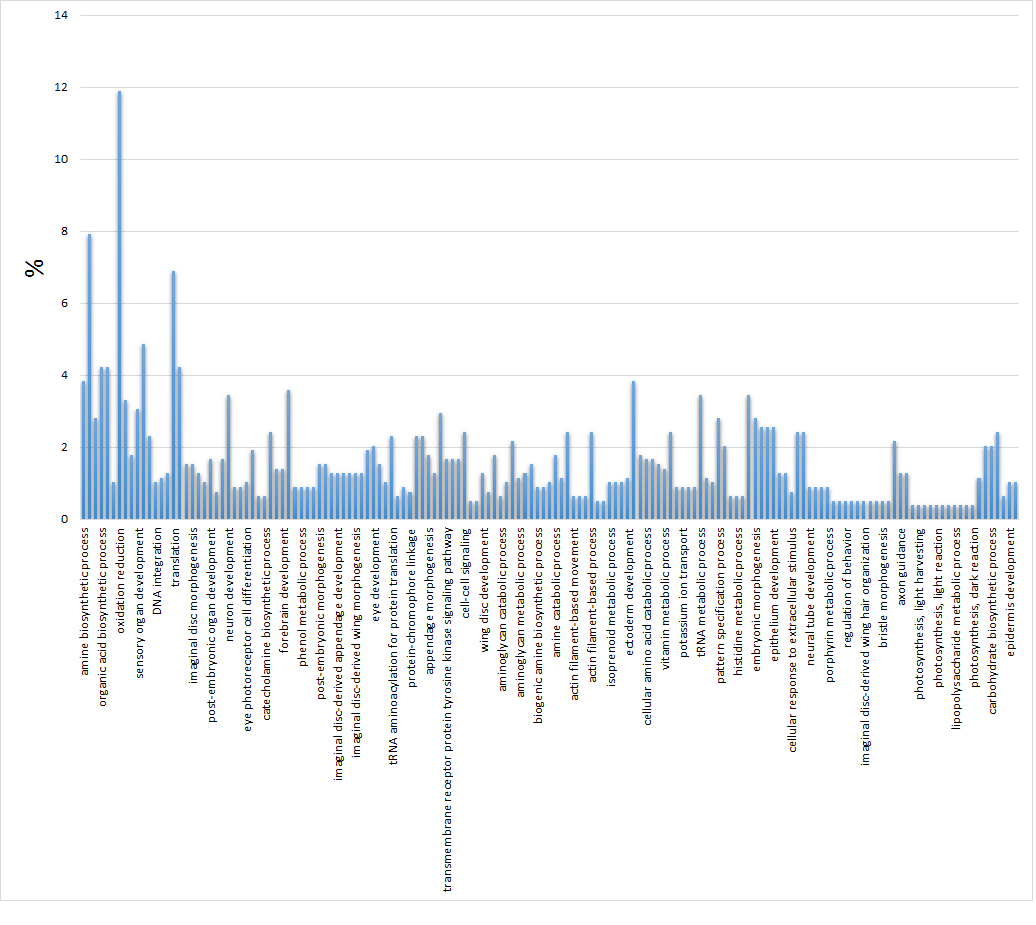 14
12
10
8
6
4
2
0
%
amine biosynthetic process
organic acid biosynthetic process
oxidation reduction
sensory organ development
DNA integration
translation
imaginal disc morphogenesis
post-embryonic organ development
neuron development
eye photoreceptor cell differentiation
catecholamine biosynthetic process
forebrain development
phenol metabolic process
post-embryonic morphogenesis
imaginal disc-derived appendage development
imaginal disc-derived wing morphogenesis
eye development
tRNA aminoacylation for protein translation
protein-chromophore linkage
appendage morphogenesis
transmembrane receptor protein tyrosine kinase signaling pathway
cell-cell signaling
wing disc development
aminoglycan catabolic process
aminoglycan metabolic process
biogenic amine biosynthetic process
amine catabolic process
actin filament-based movement
actin filament-based process
isoprenoid metabolic process
ectoderm development
cellular amino acid catabolic process
vitamin metabolic process
potassium ion transport
tRNA metabolic process
pattern specification process
histidine metabolic process
embryonic morphogenesis
epithelium development
cellular response to extracellular stimulus
neural tube development
porphyrin metabolic process
regulation of behavior
imaginal disc-derived wing hair organization
bristle morphogenesis
axon guidance
photosynthesis, light harvesting
photosynthesis, light reaction
lipopolysaccharide metabolic process
photosynthesis, dark reaction
carbohydrate biosynthetic process
epidermis development